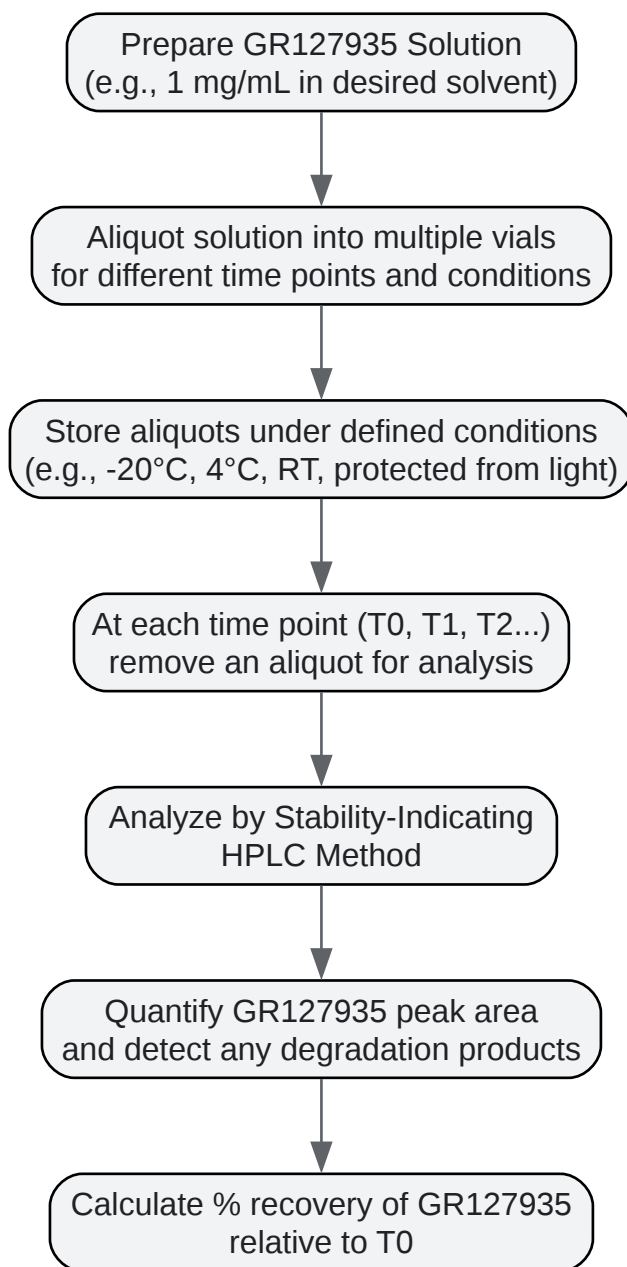 Prepare GR127935 Solution
(e.g., 1 mg/mL in desired solvent)
Aliquot solution into multiple vials
for different time points and conditions
Store aliquots under defined conditions
(e.g., -20°C, 4°C, RT, protected from light)
At each time point (T0, T1, T2...)
remove an aliquot for analysis
Analyze by Stability-Indicating
HPLC Method
Quantify GR127935 peak area
and detect any degradation products
Calculate % recovery of GR127935
relative to T0